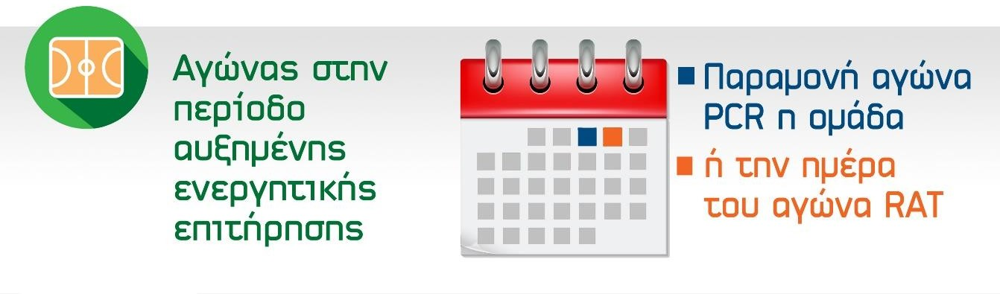 Αγώνας στην
περίοδο
αυξημένης
ενεργητικής
επιτήρησης
Παραμονή αγώνα
PCR η ομάδα
ή την ημέρα
του αγώνα RAT